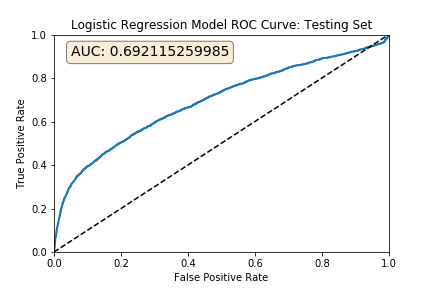 Logistic Regression Model ROC Curve: Testing Set
AUC: 0.692115259985
1.0
0.8
0.6
0.4
0.2
0.0
True Positive Rate
0.0 0.2 0.4 0.6 0.8 1.0
False Positive Rate